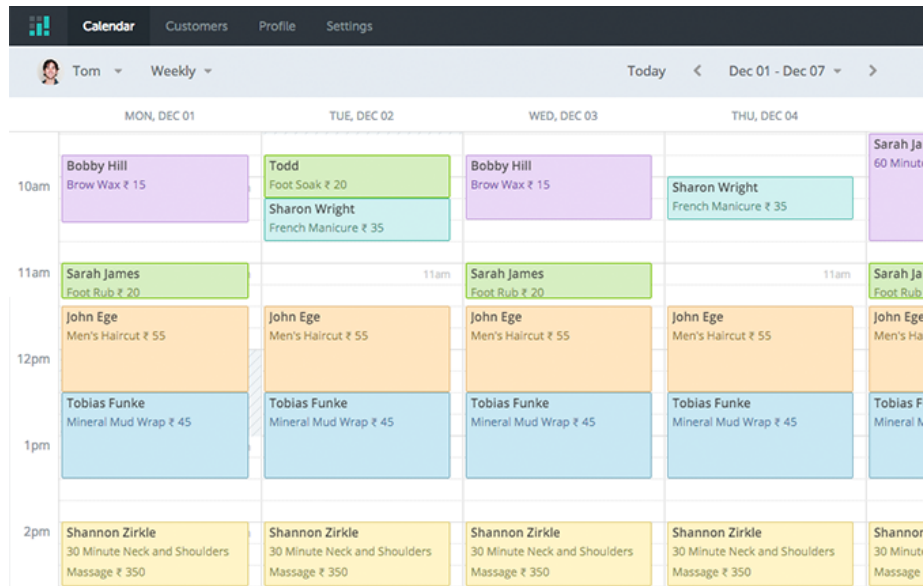 Calendar Customers Profile Settings
Tom Weekly Today Dec 01 - Dec 07
MON, DEC 01 TUE, DEC 02 WED, DEC 03 THU, DEC 04
10am
11am
12pm
1pm
2pm
Bobby Hill
Brow Wax ₹ 15
Sarah James
Foot Rub ₹ 20
John Ege
Men's Haircut ₹ 55
Tobias Funke
Mineral Mud Wrap ₹ 45
Shannon Zirkle
30 Minute Neck and Shoulders
Massage ₹ 350
Todd
Foot Soak ₹ 20
Sharon Wright
French Manicure ₹ 35
11am
John Ege
Men's Haircut ₹ 55
Tobias Funke
Mineral Mud Wrap ₹ 45
Shannon Zirkle
30 Minute Neck and Shoulders
Massage ₹ 350
Bobby Hill
Brow Wax ₹ 15
Sarah James
Foot Rub ₹ 20
John Ege
Men's Haircut ₹ 55
Tobias Funke
Mineral Mud Wrap ₹ 45
Shannon Zirkle
30 Minute Neck and Shoulders
Massage ₹ 350
Sharon Wright
French Manicure ₹ 35
11am
John Ege
Men's Haircut ₹ 55
Tobias Funke
Mineral Mud Wrap ₹ 45
Shannon Zirkle
30 Minute Neck and Shoulders
Massage ₹ 350
Sarah
60
Sarah
Foot Rub
John Ege
Men's
Tobias
Mineral
Shannon
30
Massage